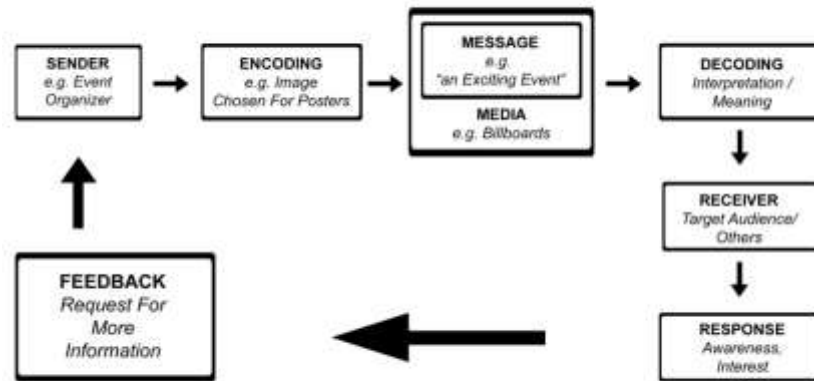 SENDER
e.g. Event
Organizer
ENCODING
e.g. Image
Chosen For Posters
MESSAGE
e.g.
"an Exciting Event"
MEDIA
e.g. Billboards
DECODING
Interpretation /
Meaning
RECEIVER
Target Audience/
Others
RESPONSE
Awareness,
Interest
FEEDBACK
Request For
More
Information